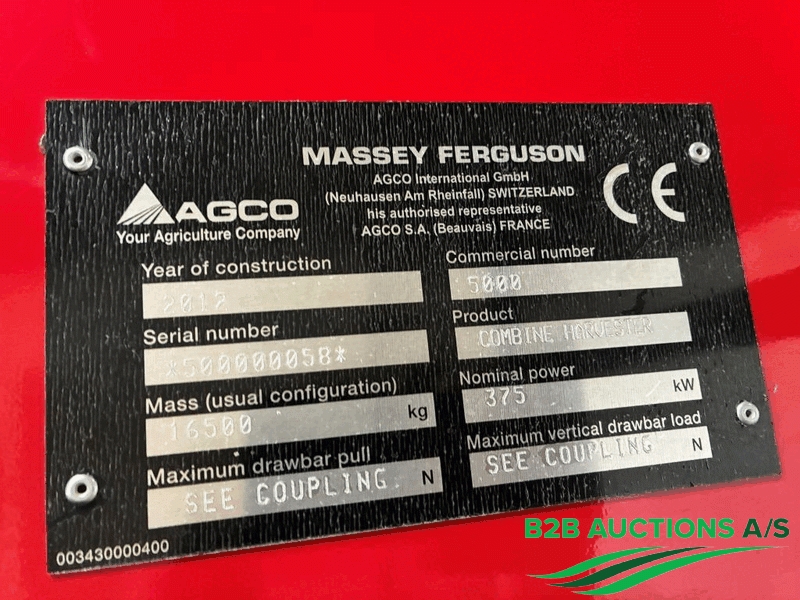 MASSEY FERGUSON
AGCO International GmbH
(Neuhausen Am Rheinfall) SWITZERLAND
his authorised representative
AGCO S.A. (Beauvais) FRANCE
CE
AGCO
Your Agriculture Company
Year of construction
2012
Serial number
*500000058*
Mass (usual configuration)
16500 kg
Maximum drawbar pull
SEE COUPLING N
Commercial number
5000
Product
COMBINE HARVESTER
Nominal power
375 kW
Maximum vertical drawbar load
SEE COUPLING N
003430000400
B2B AUCTIONS A/S